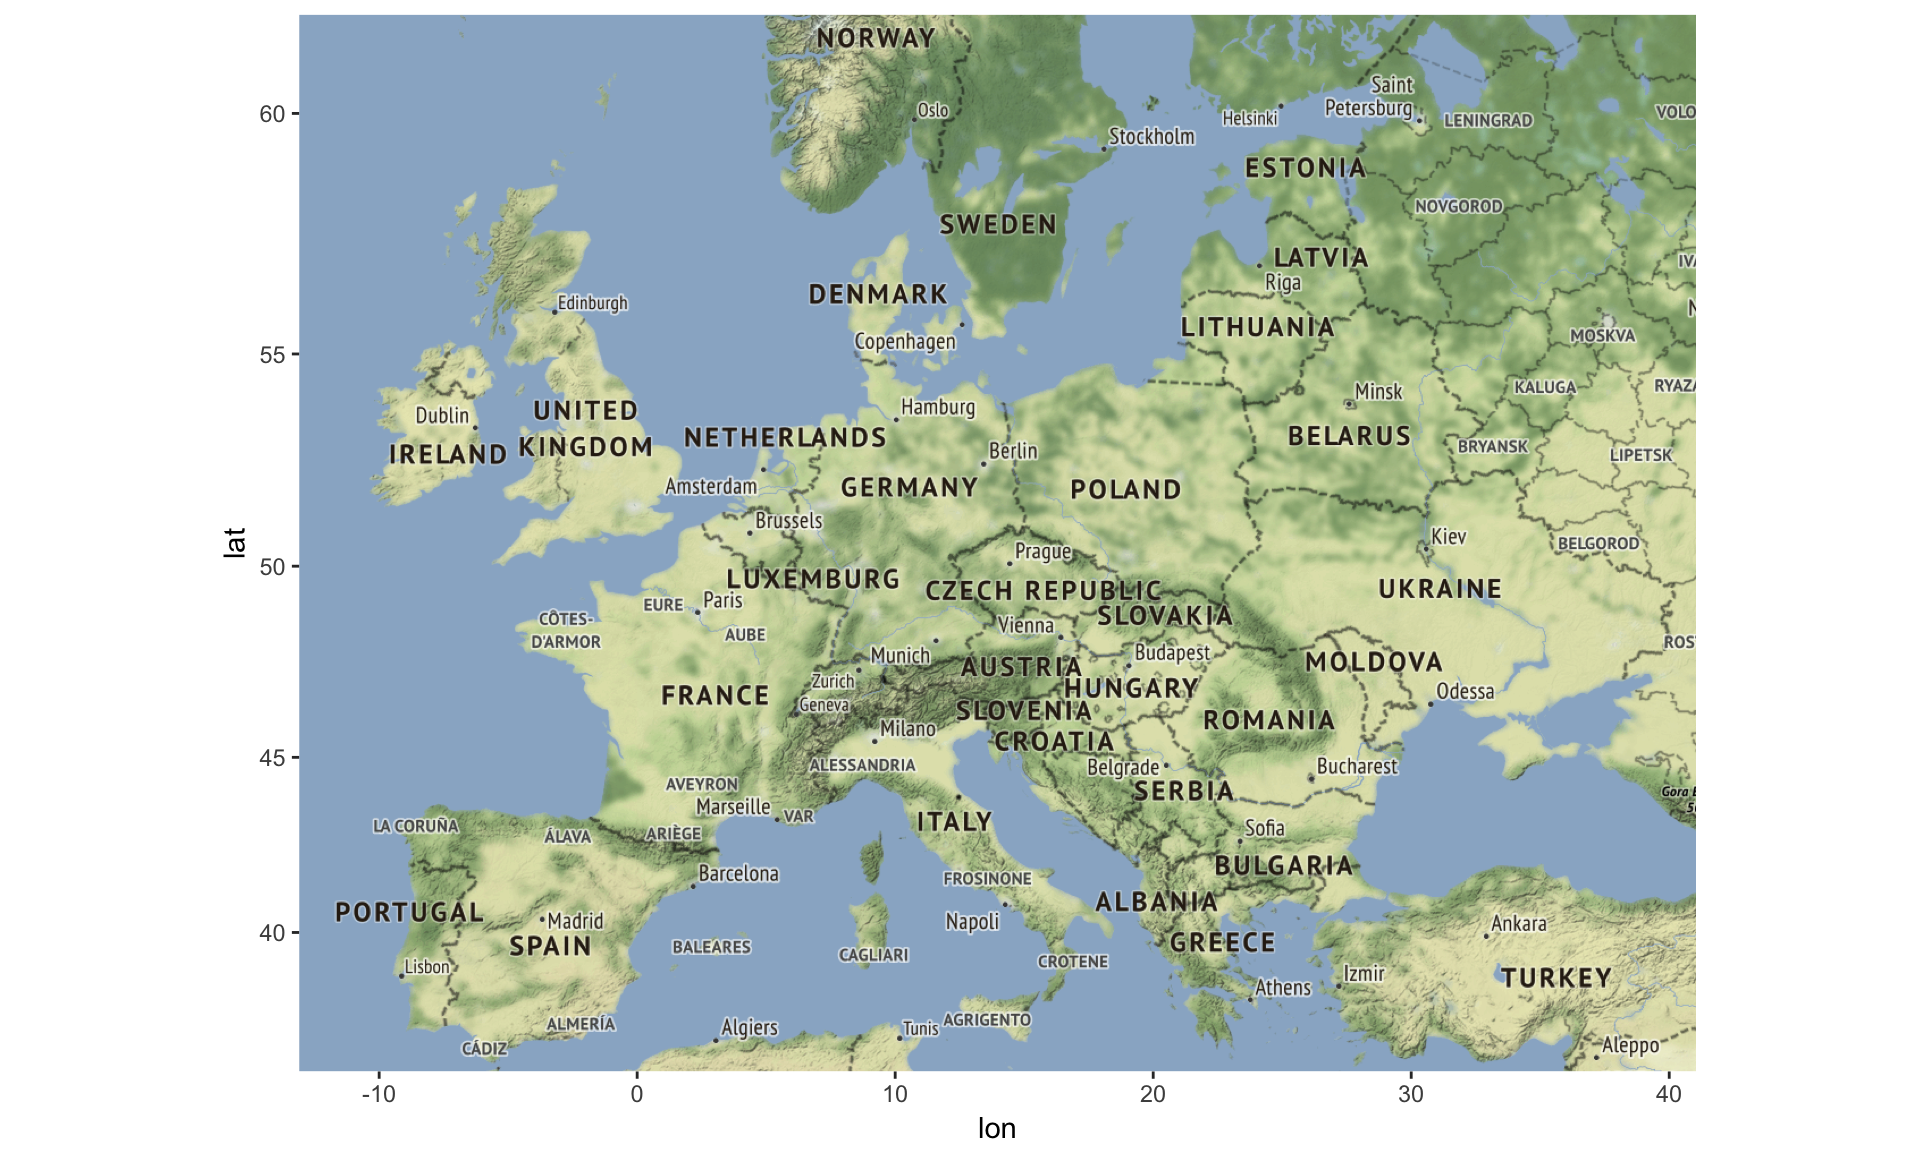 NORWAY
Oslo
Stockholm
Helsinki
Saint
Petersburg
LENINGRAD
VOLO
60
ESTONIA
NOVGOROD
SWEDEN
LATVIA
Riga
IVA
DENMARK
Edinburgh
N
LITHUANIA
MOSKVA
Copenhagen
55
Minsk
KALUGA
RYAZA
UNITED
KINGDOM
Dublin
IRELAND
Hamburg
NETHERLANDS
BELARUS
BRYANSK
LIPETSK
Berlin
Amsterdam
GERMANY
POLAND
Brussels
Kiev
BELGOROD
lat
Prague
50
LUXEMBURG
CZECH REPUBLIC
UKRAINE
EURE
Paris
CÔTES-
D'ARMOR
AUBE
SLOVAKIA
Vienna
ROS
Munich
Budapest
AUSTRIA
MOLDOVA
Zurich
HUNGARY
Odessa
FRANCE
Geneva
SLOVENIA
ROMANIA
Milano
CROATIA
45
ALESSANDRIA
Belgrade
Bucharest
AVEYRON
SERBIA
Gora E
5
Marseille
VAR
LA CORUÑA
ÁLAVA
ARIÈGE
ITALY
Sofia
BULGARIA
Barcelona
FROSINONE
ALBANIA
PORTUGAL
Madrid
Napoli
Ankara
40
SPAIN
BALEARES
CAGLIARI
CROTENE
GREECE
Lisbon
Izmir
TURKEY
Athens
ALMERÍA
Algiers
Tunis
AGRIGENTO
CÁDIZ
Aleppo
-10
0
10
20
30
40
lon